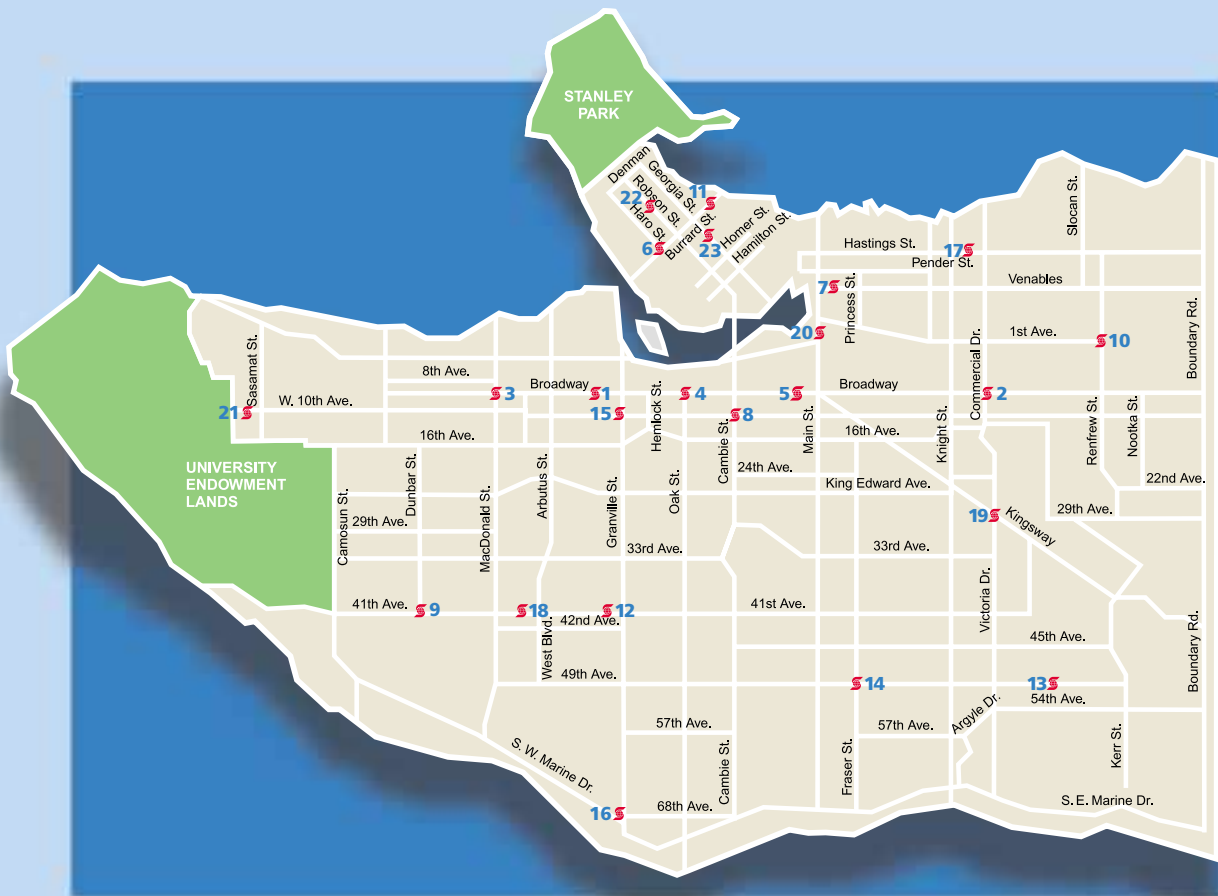 STANLEY
PARK
Denman
Georgia St.
Robson St.
Haro St.
Burrard St.
Homer St.
Hamilton St.
22
11
6
23
Hastings St.
17
Pender St.
Slocan St.
7
Princess St.
Venables
20
1st Ave.
10
Boundary Rd.
Sasamat St.
8th Ave.
Broadway
3
1
4
5
Broadway
Commercial Dr.
2
W. 10th Ave.
21
15
Hemlock St.
8
16th Ave.
Cambie St.
Main St.
16th Ave.
Knight St.
Renfrew St.
Nootka St.
UNIVERSITY
ENDOWMENT
LANDS
Camosun St.
Dunbar St.
MacDonald St.
Arbutus St.
Granville St.
Oak St.
24th Ave.
King Edward Ave.
22nd Ave.
29th Ave.
19
Kingsway
29th Ave.
33rd Ave.
33rd Ave.
41th Ave.
9
18
12
42nd Ave.
41st Ave.
Victoria Dr.
West Blvd.
45th Ave.
Boundary Rd.
49th Ave.
14
13
54th Ave.
57th Ave.
57th Ave.
Argyle Dr.
S. W. Marine Dr.
Cambie St.
Fraser St.
Kerr St.
16
68th Ave.
S.E. Marine Dr.